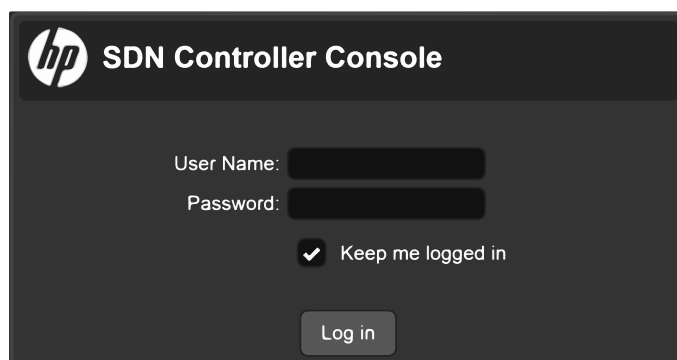 hp SDN Controller Console
User Name:
Password:
Keep me logged in
Log in